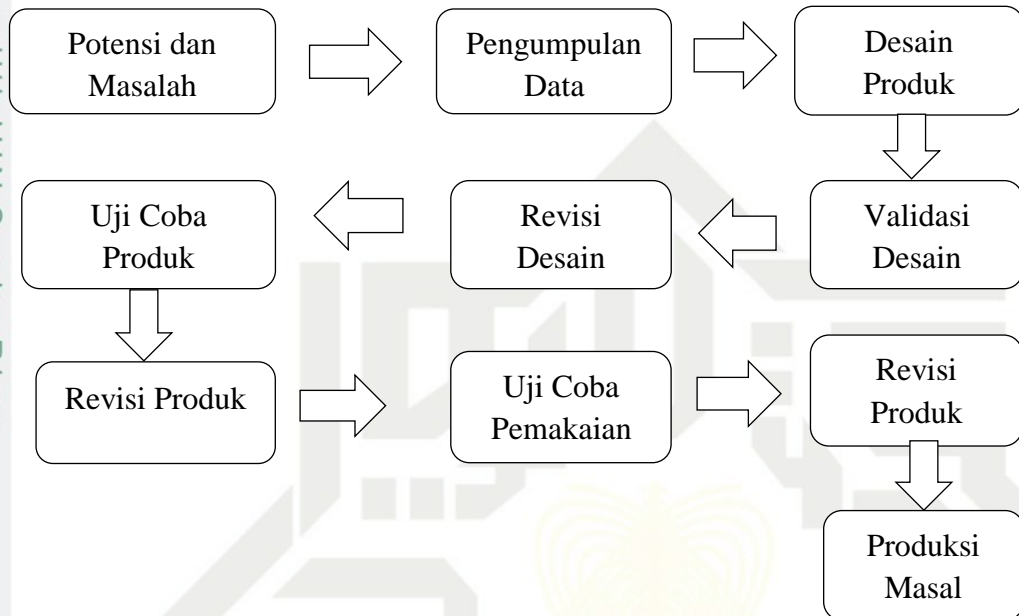 Potensi dan
Masalah
Pengumpulan
Data
Desain
Produk
Validasi
Desain
Revisi
Desain
Uji Coba
Produk
Revisi Produk
Uji Coba
Pemakaian
Revisi
Produk
Produksi
Masal